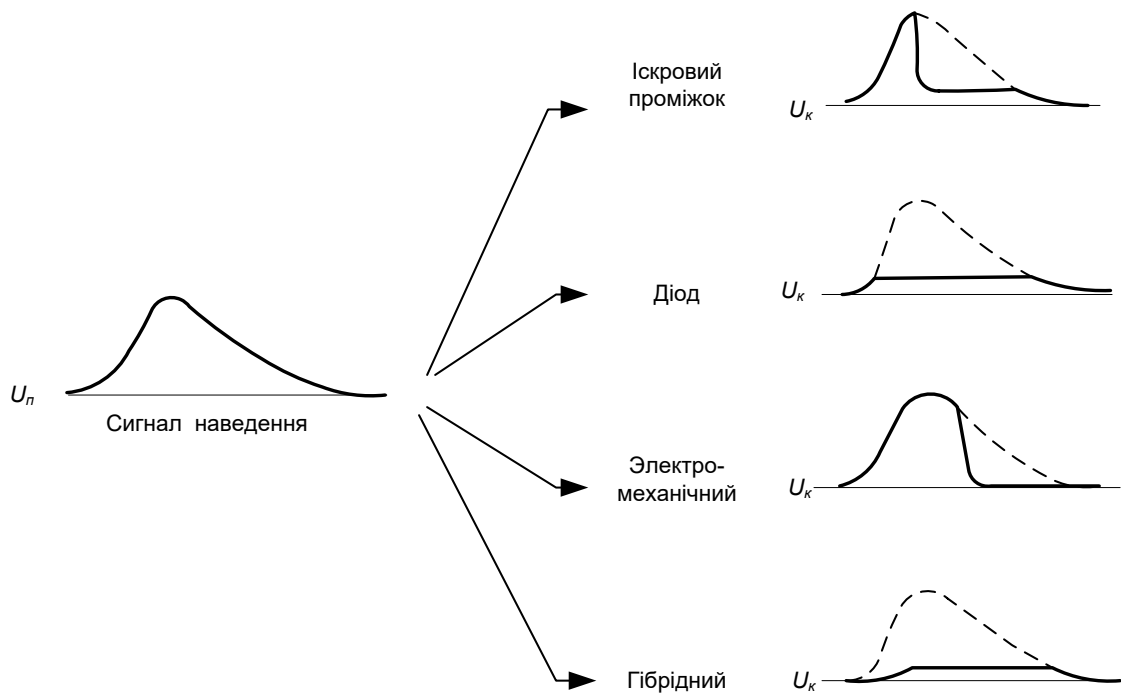 Іскровий
проміжок
Uк
Діод
Uк
Uп
Сигнал наведення
Электро-
механічний
Uк
Гібрідний
Uк